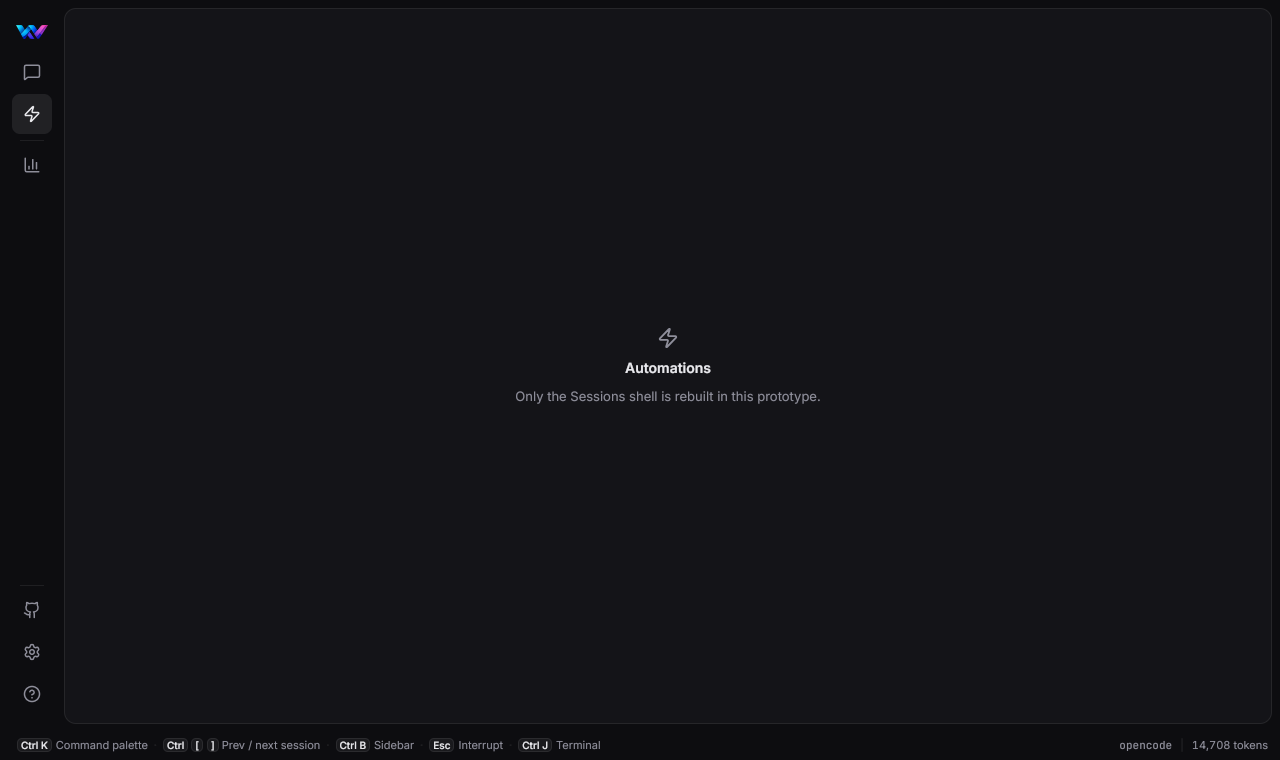 Automations
Only the Sessions shell is rebuilt in this prototype.
Ctrl K Command palette · Ctrl [ ] Prev / next session · Ctrl B Sidebar · Esc Interrupt · Ctrl J Terminal opencode 14,708 tokens